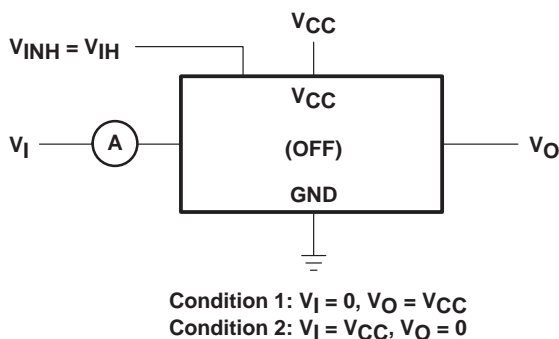 V_CC
V_INH = V_IH
V_CC
V_I
A
(OFF)
V_O
GND
Condition 1: V_I = 0, V_O = V_CC
Condition 2: V_I = V_CC, V_O = 0